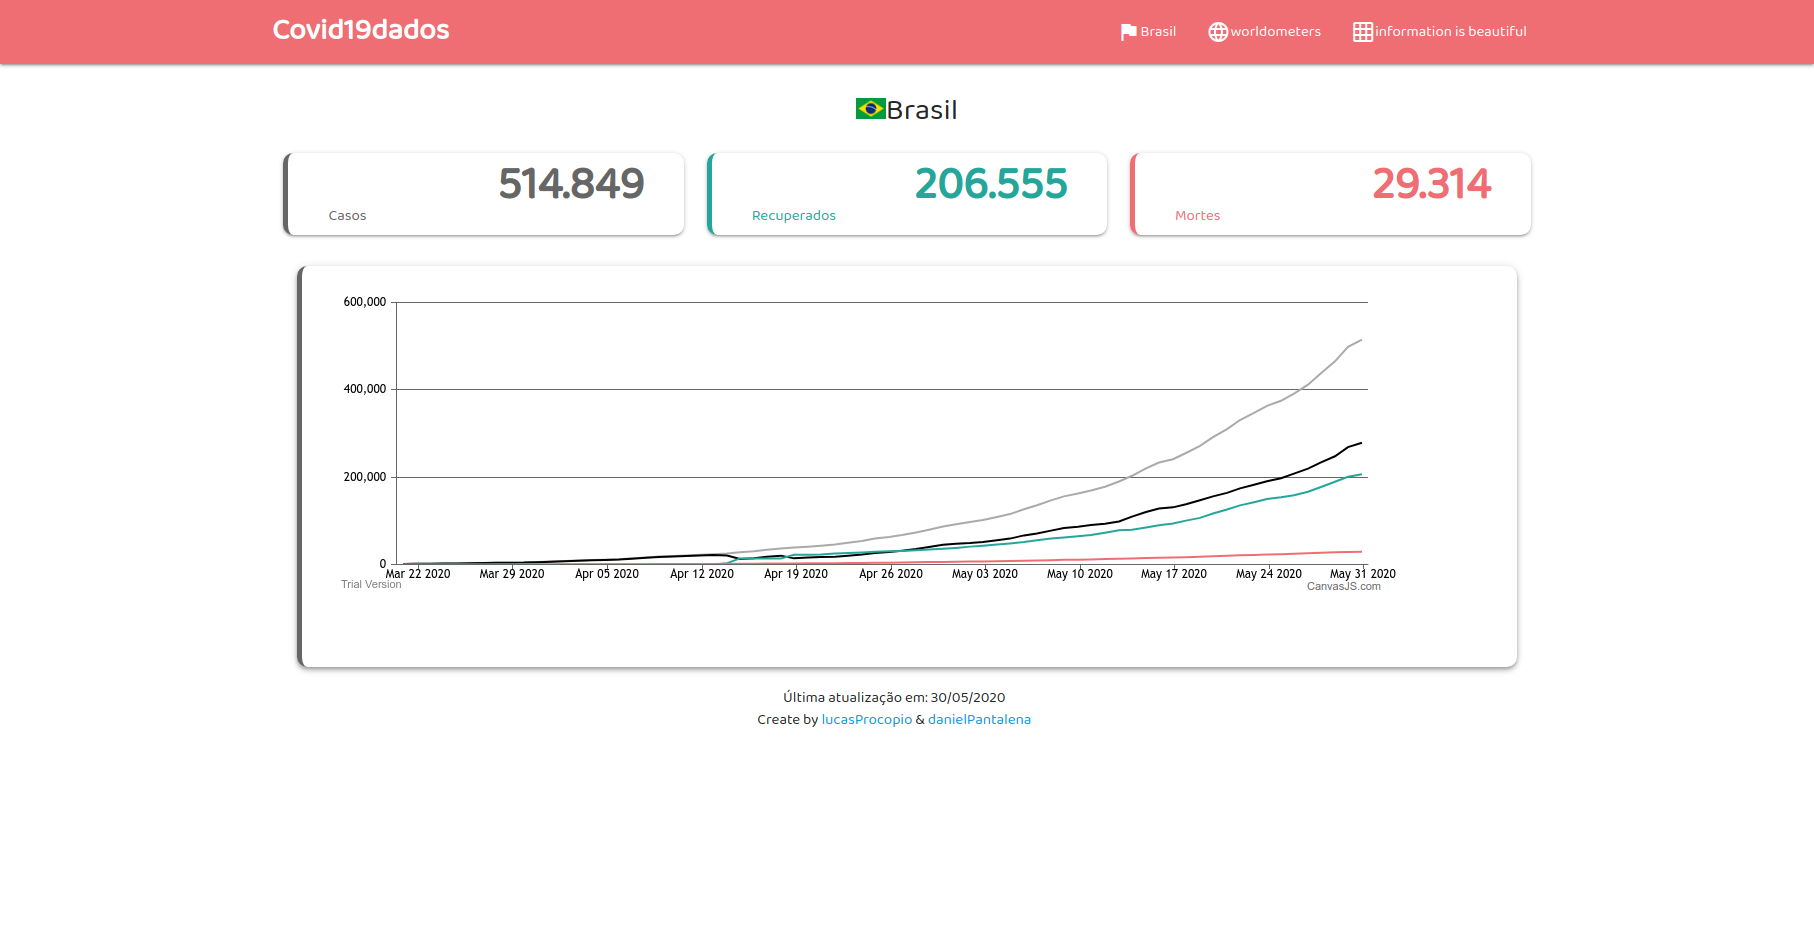 Covid19dados
Brasil
worldometers
information is beautiful
Brasil
514.849
Casos
206.555
Recuperados
29.314
Mortes
600,000
400,000
200,000
0
Mar 22 2020 Mar 29 2020 Apr 05 2020 Apr 12 2020 Apr 19 2020 Apr 26 2020 May 03 2020 May 10 2020 May 17 2020 May 24 2020 May 31 2020
Trial Version
CanvasJS.com
Última atualização em: 30/05/2020
Create by lucasProcopio & danielPantalena